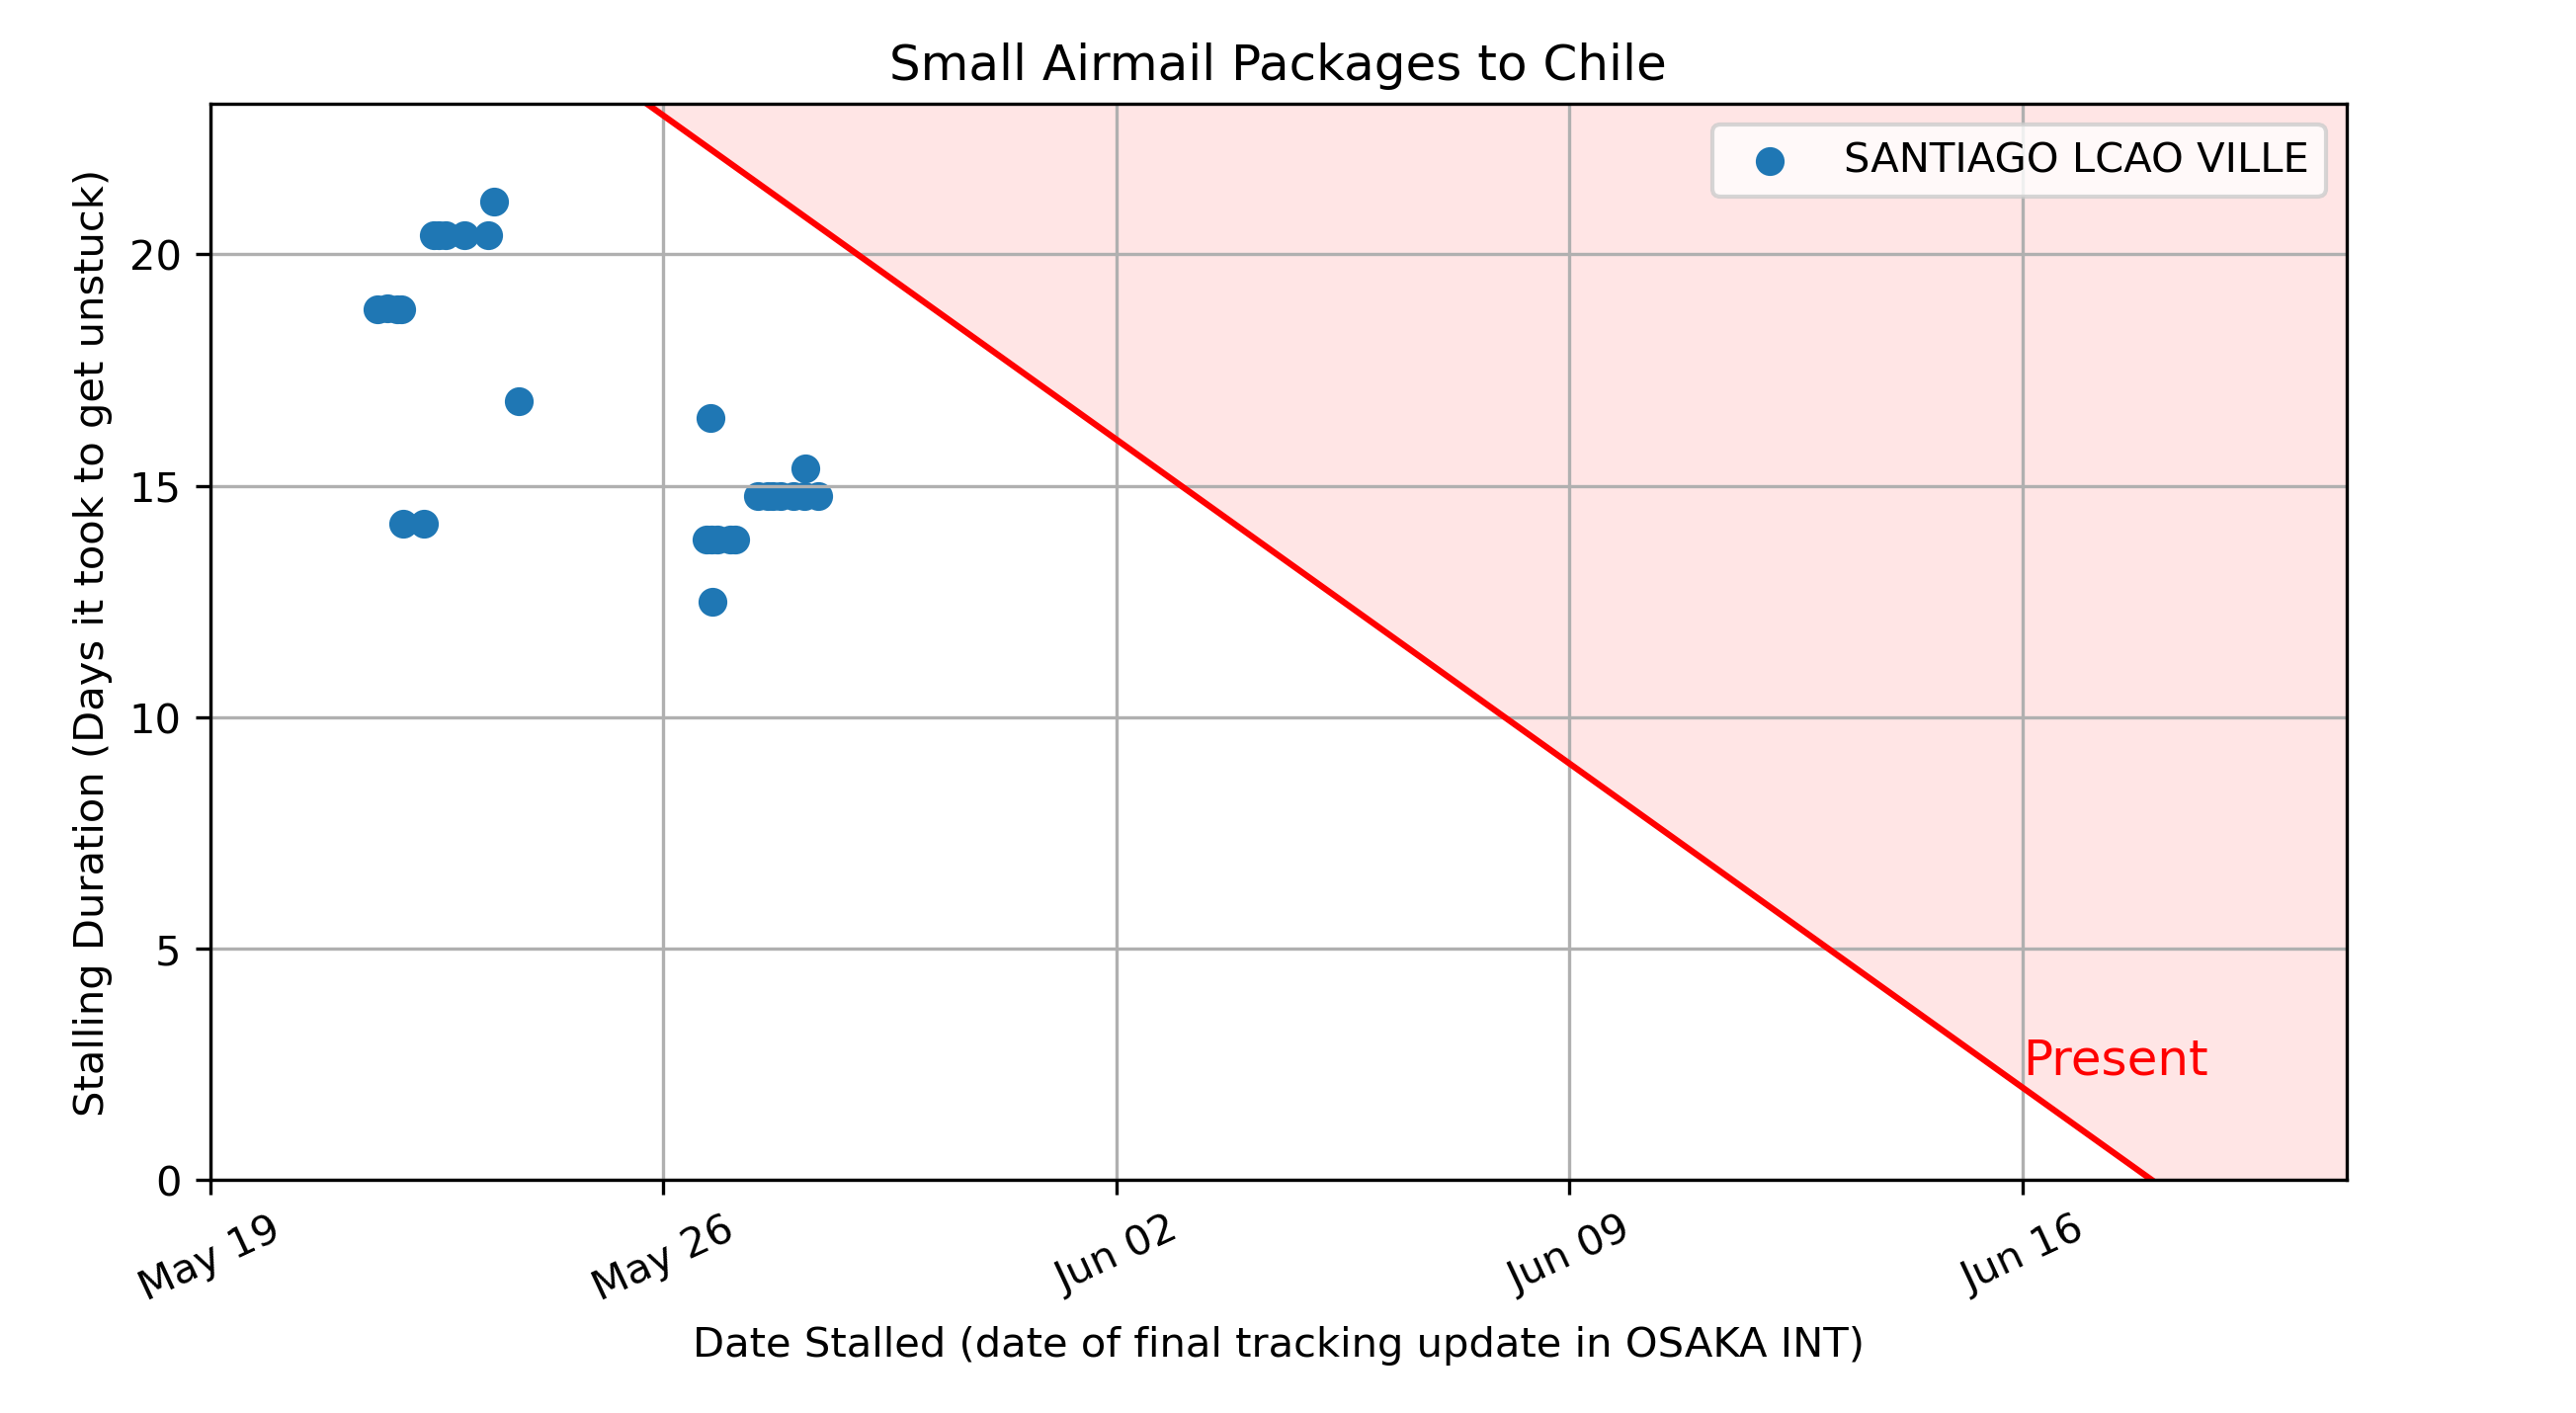 Small Airmail Packages to Chile
SANTIAGO LCAO VILLE
Stalling Duration (Days it took to get unstuck)
20
15
10
5
0
Present
May 19
May 26
Jun 02
Jun 09
Jun 16
Date Stalled (date of final tracking update in OSAKA INT)